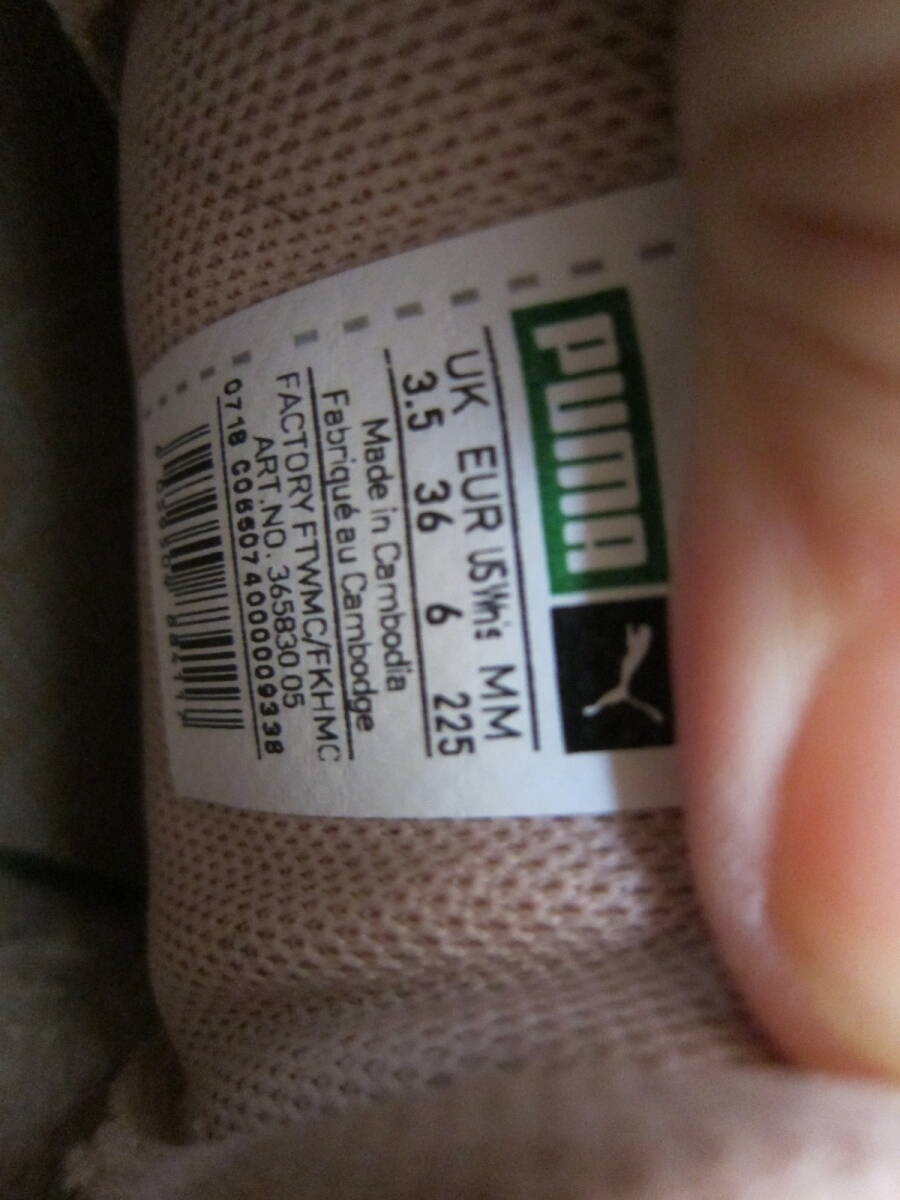 PUMA
UK EUR US Wn's MM
3.5 36 6 225
Made in Cambodia
Fabriqué au Cambodge
FACTORY FTWMC/FKHMC
ART.NO. 365830 05
0718 C065074000009338